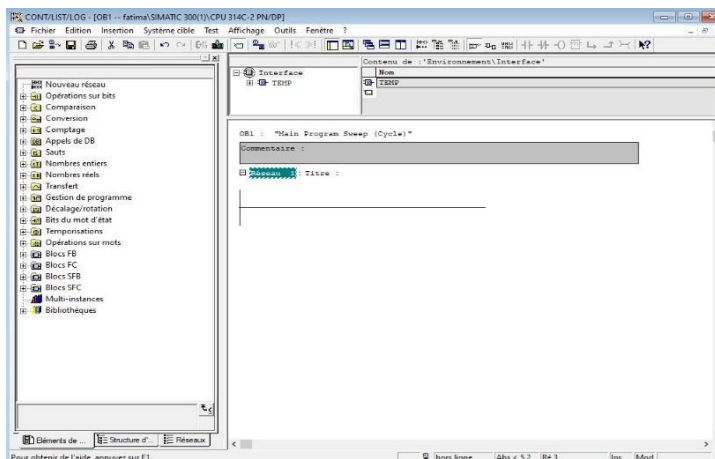 CONT/LIST/LOG - [OB1 -- fatima\SIMATIC 300(1)\CPU 314C-2 PN/DP]
Fichier Edition Insertion Système cible Test Affichage Outils Fenêtre ?
Nouveau réseau
Opérations sur bits
Comparaison
Conversion
Comptage
Appels de DB
Sauts
Nombres entiers
Nombres réels
Transfert
Gestion de programme
Décalage/rotation
Bits du mot d'état
Temporisations
Opérations sur mots
Blocs FB
Blocs FC
Blocs SFB
Blocs SFC
Multi-instances
Bibliothèques
Eléments de ...
Structure d'...
Réseaux
Interface
TEMP
Contenu de :'Environnement\Interface'
Nom
TEMP
OB1 : "Main Program Sweep (Cycle)"
Commentaire :
Réseau 1 : Titre :
Pour obtenir de l'aide, appuyez sur F1.
hors ligne
Abs < 5.2
Ré 3
Ins
Mod